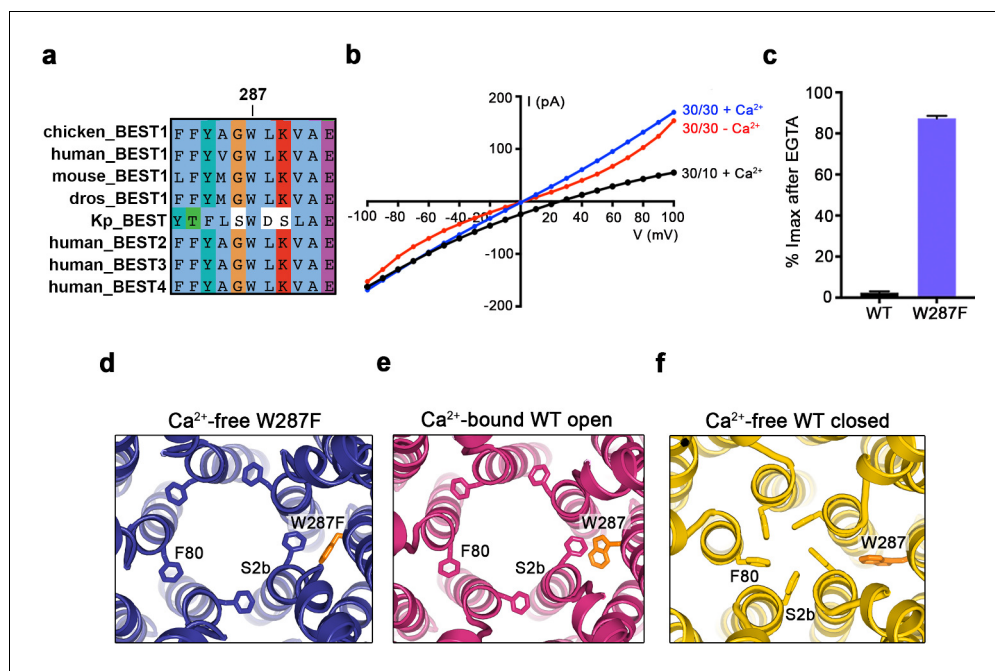 a
287
chicken_BEST1 F F Y A G W L K V A E
human_BEST1 F F Y V G W L K V A E
mouse_BEST1 L F Y M G W L K V A E
dros_BEST1 F F Y M G W L K V A E
Kp_BEST Y T F L S W D S L A E
human_BEST2 F F Y A G W L K V A E
human_BEST3 F F Y A G W L K V A E
human_BEST4 F F Y A G W L K V A E
b
I (pA)
200
100
-100
-200
-100 -80 -60 -40 -20 0 20 40 60 80 100
V (mV)
30/30 + Ca²⁺
30/30 - Ca²⁺
30/10 + Ca²⁺
c
% Imax after EGTA
100
80
60
40
20
0
WT W287F
d
Ca²⁺-free W287F
W287F
F80
S2b
e
Ca²⁺-bound WT open
W287
F80
S2b
f
Ca²⁺-free WT closed
W287
F80
S2b